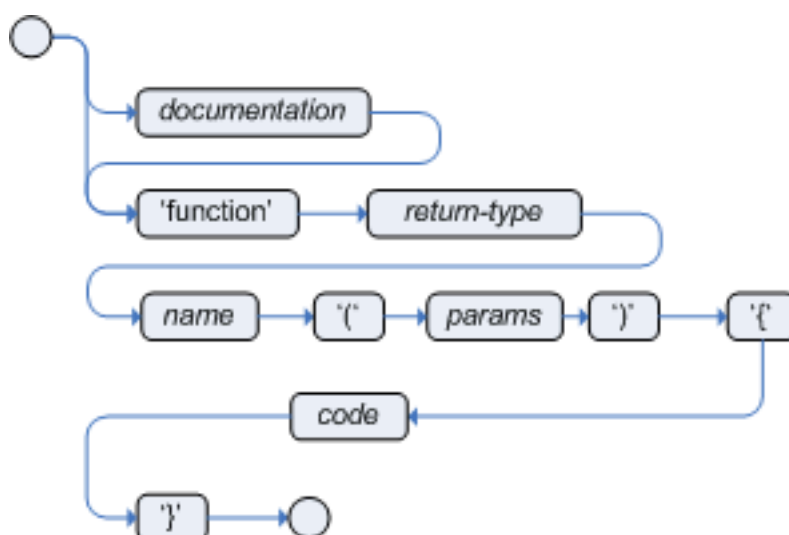 documentation
'function' return-type
name '(' params ')' '{'
code
'}'